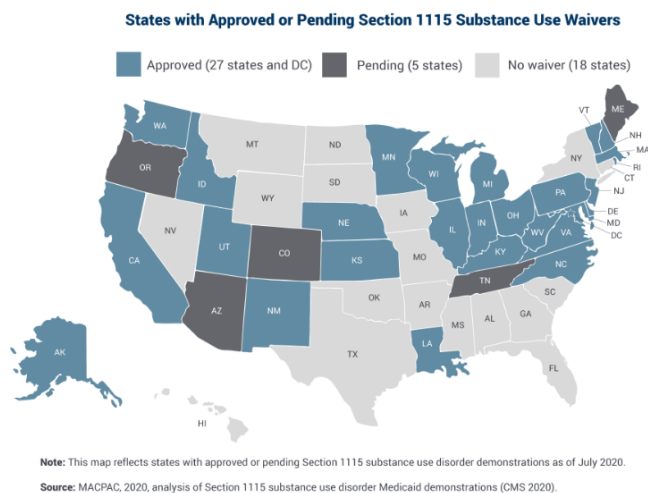 States with Approved or Pending Section 1115 Substance Use Waivers
Approved (27 states and DC) Pending (5 states) No waiver (18 states)
ME
VT
WA
NH
MT
ND
MA
MN
OR
NY
RI
WI
CT
SD
ID
MI
NJ
WY
PA
IA
DE
NE
OH
MD
NV
IL
IN
DC
UT
WV
VA
CO
CA
KS
MO
KY
NC
TN
OK
SC
AZ
NM
AR
GA
MS
AL
LA
AK
TX
FL
HI
Note: This map reflects states with approved or pending Section 1115 substance use disorder demonstrations as of July 2020.
Source: MACPAC, 2020, analysis of Section 1115 substance use disorder Medicaid demonstrations (CMS 2020).